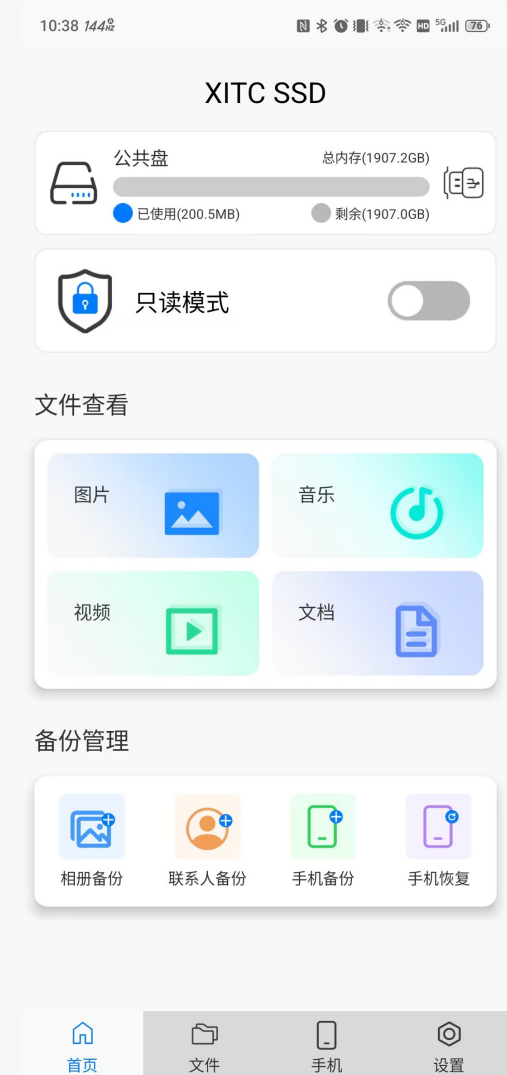 10:38 144Hz HD 5G 76
XITC SSD
公共盘 总内存(1907.2GB)
已使用(200.5MB) 剩余(1907.0GB)
只读模式
文件查看
图片 音乐
视频 文档
备份管理
相册备份 联系人备份 手机备份 手机恢复
首页 文件 手机 设置